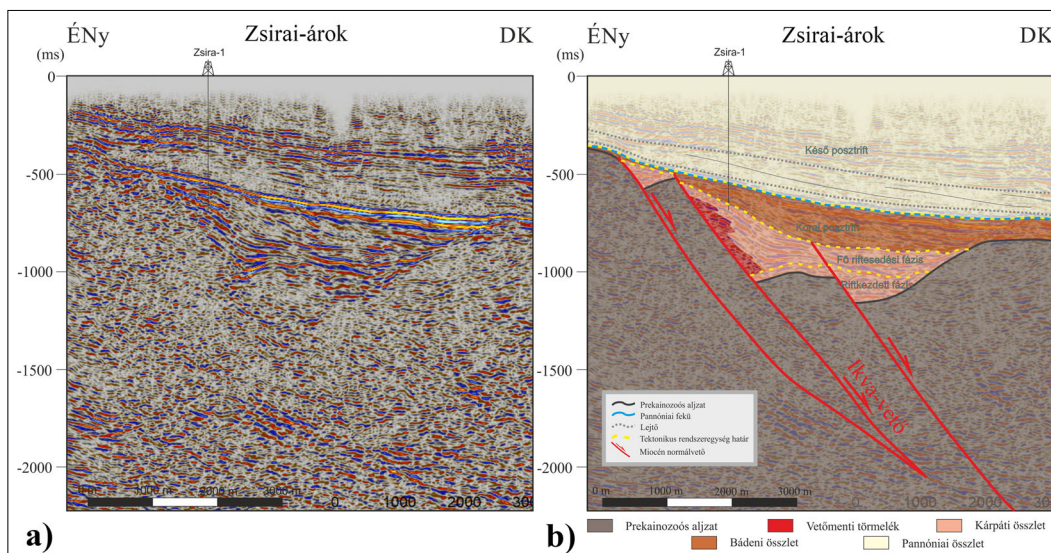 ÉNy
Zsirai-árok
DK
(ms)
Zsira-1
0
-500
-1000
-1500
-2000
0 m
1000 m
2000 m
3000 m
0
1000
2000
300
a)
ÉNy
Zsirai-árok
DK
(ms)
Zsira-1
0
-500
-1000
-1500
-2000
Késő posztrift
Korai posztrift
Fő riftesedési fázis
Riftkezdeti fázis
Ikva-vető
Prekainozoós aljzat
Pannóniai fekü
Lejtő
Tektonikus rendszeregység határ
Miocén normálvető
0 m
1000 m
2000 m
3000 m
0
1000
2000
300
b)
Prekainozoós aljzat
Vetőmenti törmelék
Kárpáti összlet
Bádeni összlet
Pannóniai összlet